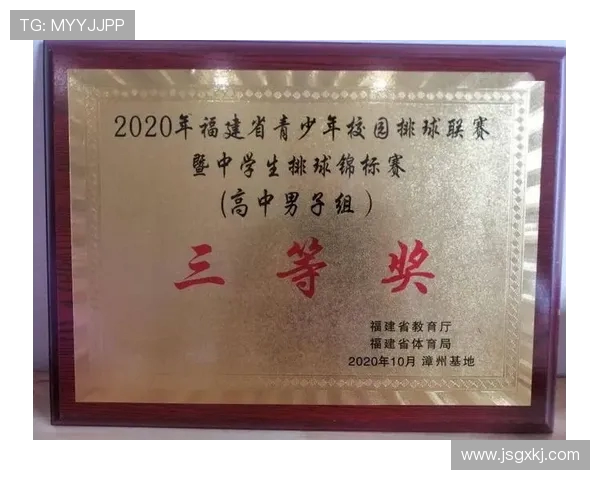 TG: MYYJJPP
2020年福建省青少年校园排球联赛
暨中学生排球锦标赛
(高中男子组)
三等奖
福建省教育厅
福建省体育局
2020年10月 漳州基地
www.jsgxkj.com